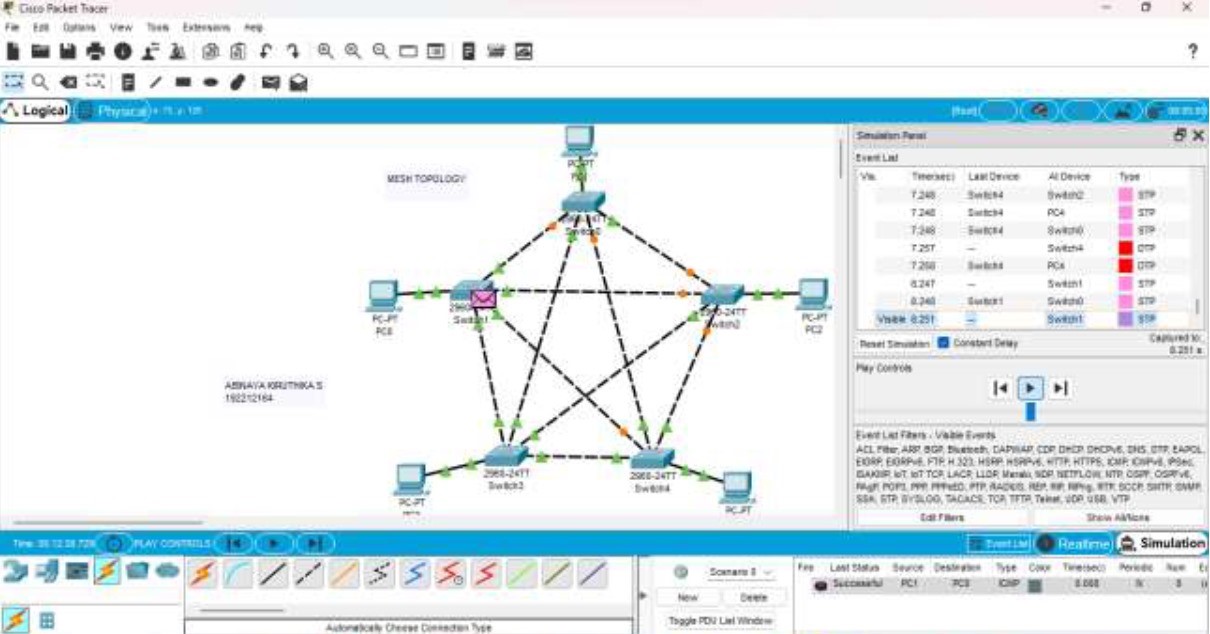 Cisco Packet Tracer
File Edit Options View Tools Extensions Help
Logical
Physical
[Root]
MESH TOPOLOGY
PC-PT
2960-24TT
Switch1
PC-PT
PC0
2960-24TT
Switch2
PC-PT
PC2
ABINAYA KIRUTHIKA S
192212164
2960-24TT
Switch3
2960-24TT
Switch4
PC-PT
PC-PT
Simulation Panel
Event List
Vis. Time(sec) Last Device At Device Type
7.248 Switch4 Switch2 STP
7.248 Switch4 PC4 STP
7.248 Switch4 Switch0 STP
7.257 -- Switch4 DTP
7.258 Switch4 PC4 DTP
8.247 -- Switch1 STP
8.248 Switch1 Switch0 STP
Visible 8.251 -- Switch1 STP
Reset Simulation Constant Delay Captured to:
8.251 s
Play Controls
Event List Filters - Visible Events
ACL Filter, ARP, BGP, Bluetooth, CAPWAP, CDP, DHCP, DHCPv6, DNS, DTP, EAPOL,
EIGRP, EIGRPv6, FTP, H.323, HSRP, HSRPv6, HTTP, HTTPS, ICMP, ICMPv6, IPSec,
ISAKMP, IoT, IoT TCP, LACP, LLDP, Meraki, NDP, NETFLOW, NTP, OSPF, OSPFv6,
PAgP, POP3, PPP, PPPoED, PTP, RADIUS, REP, RIP, RIPng, RTP, SCCP, SMTP, SNMP,
SSH, STP, SYSLOG, TACACS, TCP, TFTP, Telnet, UDP, USB, VTP
Edit Filters Show All/None
PLAY CONTROLS
Event List Realtime Simulation
Scenario 0
New Delete
Toggle PDU List Window
Fire Last Status Source Destination Type Color Time(sec) Periodic Num
Successful PC1 PC0 ICMP 0.000 N 0
Automatically Choose Connection Type